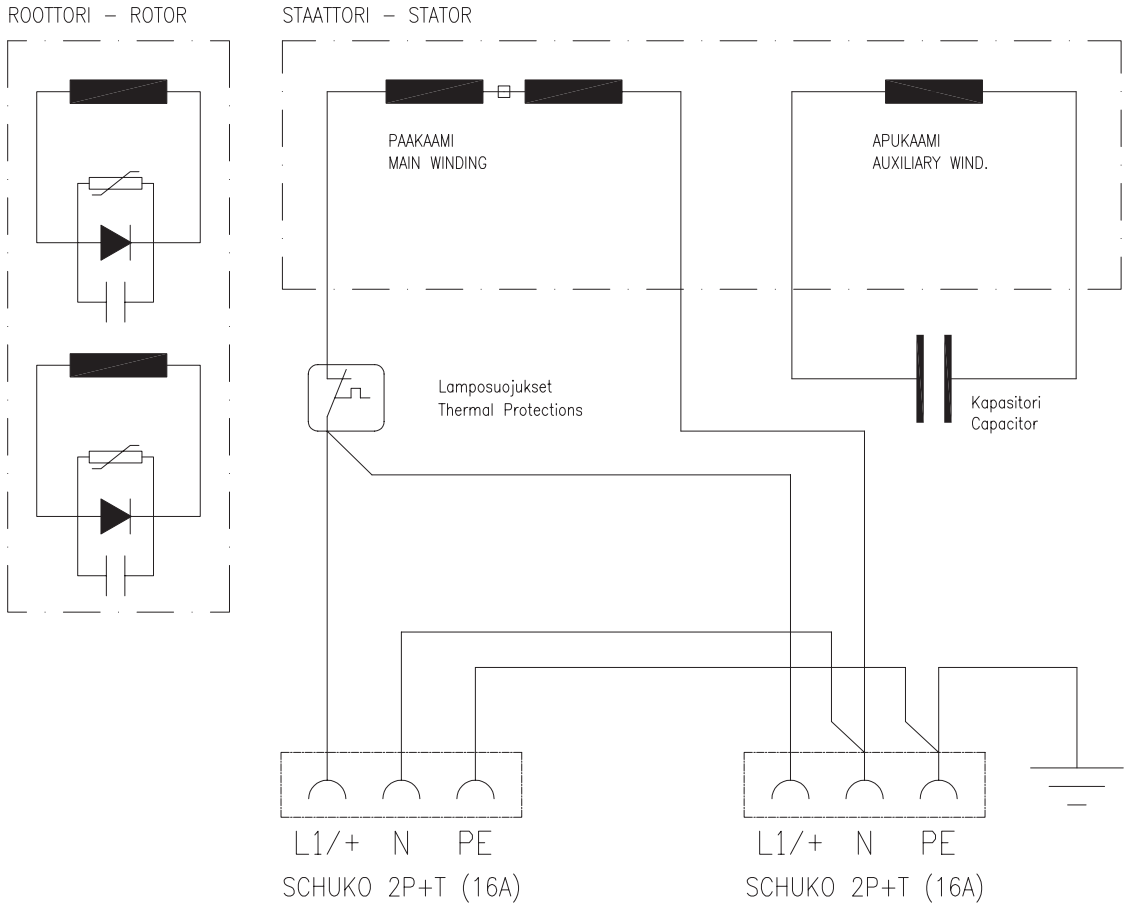 ROOTTORI – ROTOR
STAATTORI – STATOR
PAAKAAMI
MAIN WINDING
APUKAAMI
AUXILIARY WIND.
Lamposuojukset
Thermal Protections
Kapasitori
Capacitor
L1/+ N PE
SCHUKO 2P+T (16A)
L1/+ N PE
SCHUKO 2P+T (16A)